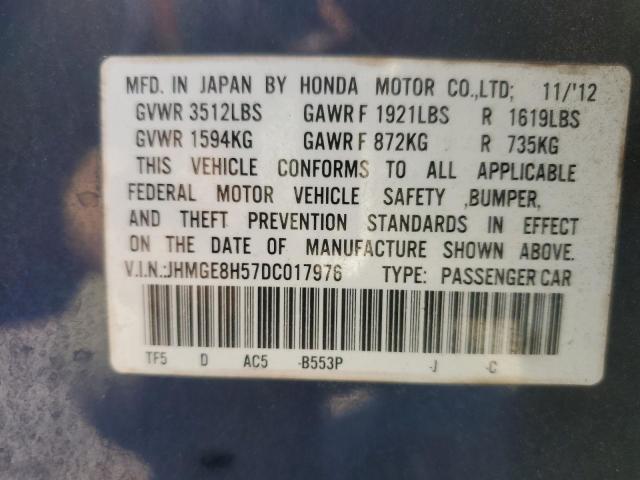 MFD. IN JAPAN BY HONDA MOTOR CO.,LTD; 11/'12
GVWR 3512LBS GAWR F 1921LBS R 1619LBS
GVWR 1594KG GAWR F 872KG R 735KG
THIS VEHICLE CONFORMS TO ALL APPLICABLE
FEDERAL MOTOR VEHICLE SAFETY ,BUMPER,
AND THEFT PREVENTION STANDARDS IN EFFECT
ON THE DATE OF MANUFACTURE SHOWN ABOVE.
V.I.N.:JHMGE8H57DC017976 TYPE: PASSENGER CAR
TF5 D AC5 -B553P -J -C